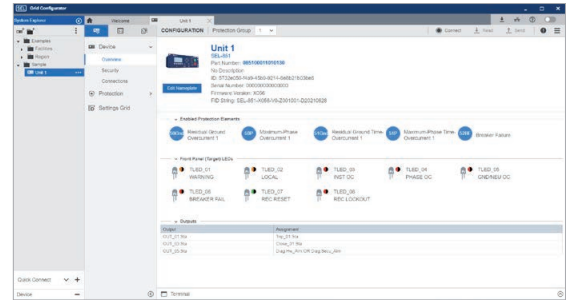 SEL Grid Configurator
System Explorer
Welcome
Unit 1
CONFIGURATION
Protection Group 1
Connect
Read
Send
Examples
Facilities
Region
Sample
Unit 1
Device
Overview
Security
Connections
Protection
Settings Grid
Unit 1
SEL-851
No Description
Enabled Protection Elements
Residual Ground
Overcurrent 1
Maximum-Phase
Overcurrent 1
Residual Ground Time-
Overcurrent 1
Maximum-Phase Time-
Overcurrent 1
Breaker Failure
Front Panel (Target) LEDs
TLED_01
WARNING
TLED_02
LOCAL
TLED_03
INST OC
TLED_04
PHASE OC
TLED_05
GND/NEU OC
TLED_06
BREAKER FAIL
TLED_07
REC RESET
TLED_08
REC LOCKOUT
Outputs
Output
Assignment
Quick Connect
Device
Terminal